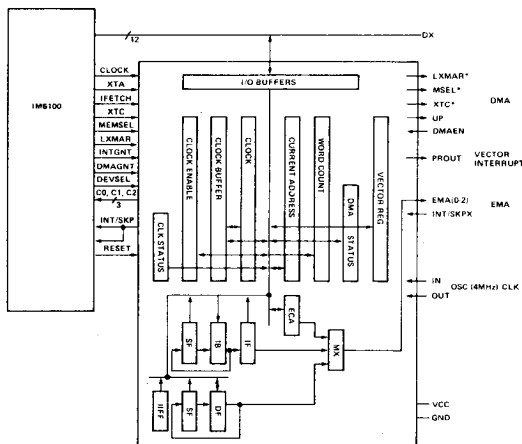 IM6100
12
DX
CLOCK
XTA
IFETCH
XTC
MEMSEL
LXMAR
INTGNT
DMAGNT
DEVSEL
C0, C1, C2
3
INT/SKP
RESET
I/O BUFFERS
CLK STATUS
CLOCK ENABLE
CLOCK BUFFER
CLOCK
CURRENT ADDRESS
WORD COUNT
DMA STATUS
VECTOR REG
LXMAR*
MSEL*
XTC*
DMA
UP
DMAEN
PROUT
VECTOR INTERRUPT
EMA(0-2)
EMA
INT/SKPX
IN
OSC (4MHz) CLK
OUT
ECA
SF
IB
IF
MX
IIFF
SF
DF
VCC
GND